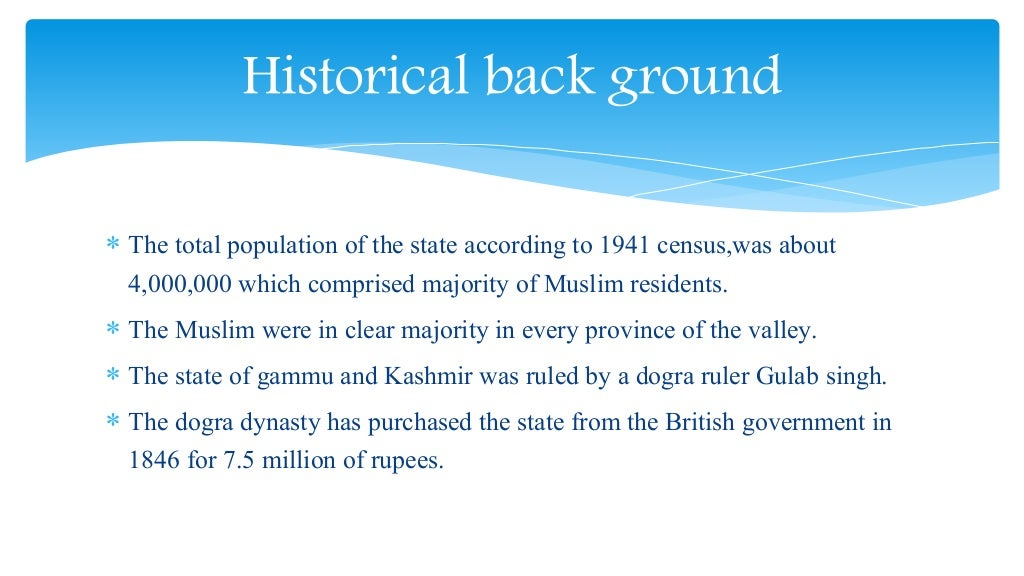 Historical back ground
* The total population of the state according to 1941 census,was about
4,000,000 which comprised majority of Muslim residents.
* The Muslim were in clear majority in every province of the valley.
* The state of gammu and Kashmir was ruled by a dogra ruler Gulab singh.
* The dogra dynasty has purchased the state from the British government in
1846 for 7.5 million of rupees.